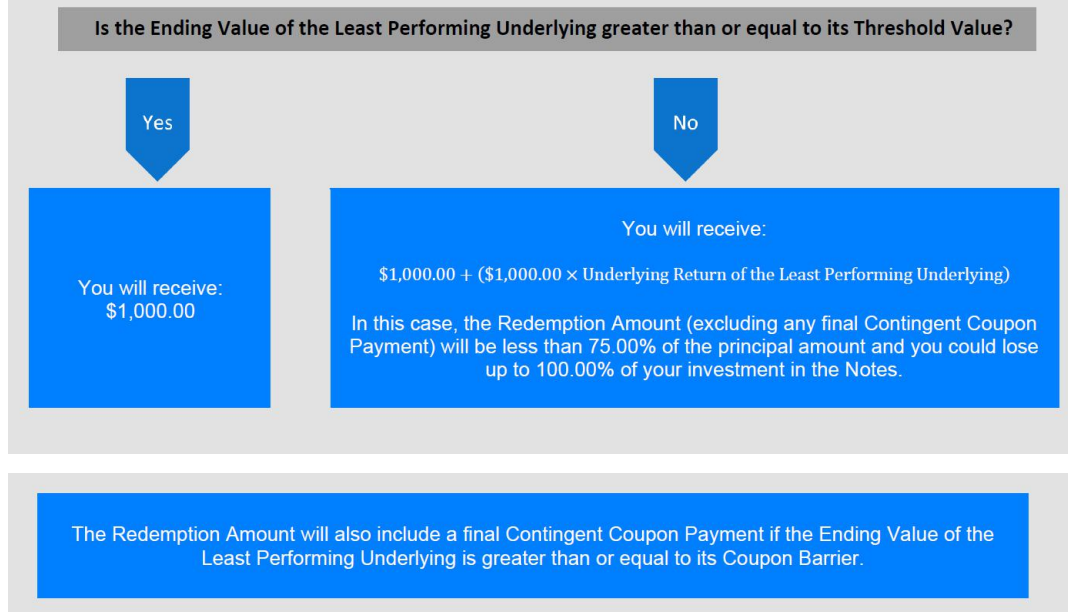 Is the Ending Value of the Least Performing Underlying greater than or equal to its Threshold Value?
Yes
No
You will receive:
$1,000.00
You will receive:
$1,000.00 + ($1,000.00 × Underlying Return of the Least Performing Underlying)
In this case, the Redemption Amount (excluding any final Contingent Coupon
Payment) will be less than 75.00% of the principal amount and you could lose
up to 100.00% of your investment in the Notes.
The Redemption Amount will also include a final Contingent Coupon Payment if the Ending Value of the
Least Performing Underlying is greater than or equal to its Coupon Barrier.